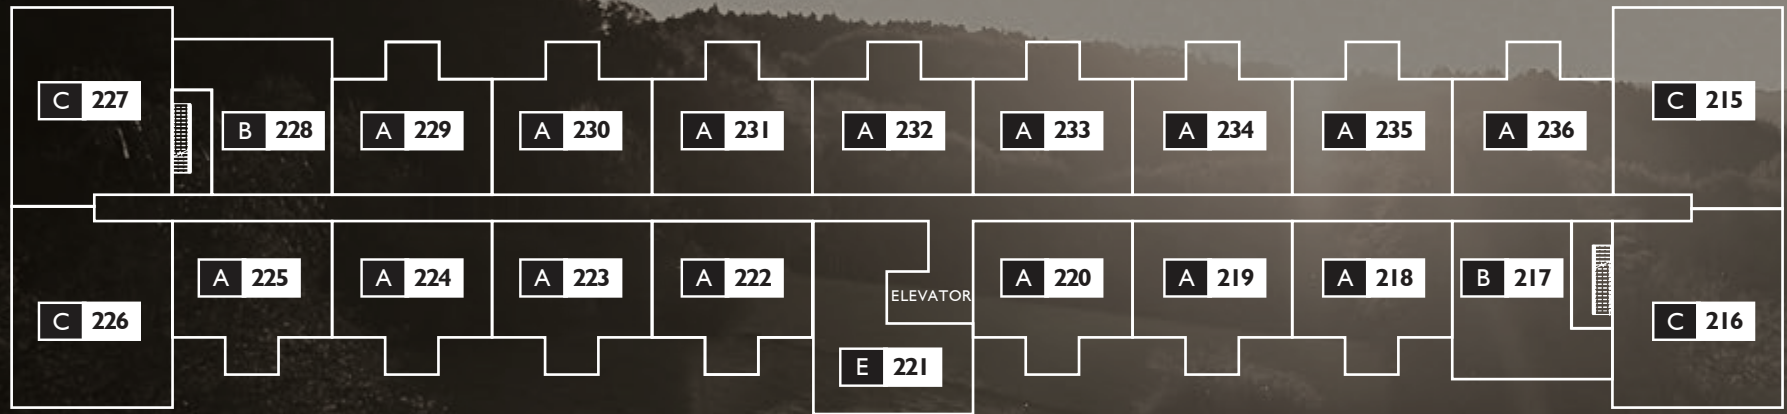 C 227
B 228
A 229
A 230
A 231
A 232
A 233
A 234
A 235
A 236
C 215
C 226
A 225
A 224
A 223
A 222
ELEVATOR
E 221
A 220
A 219
A 218
B 217
C 216